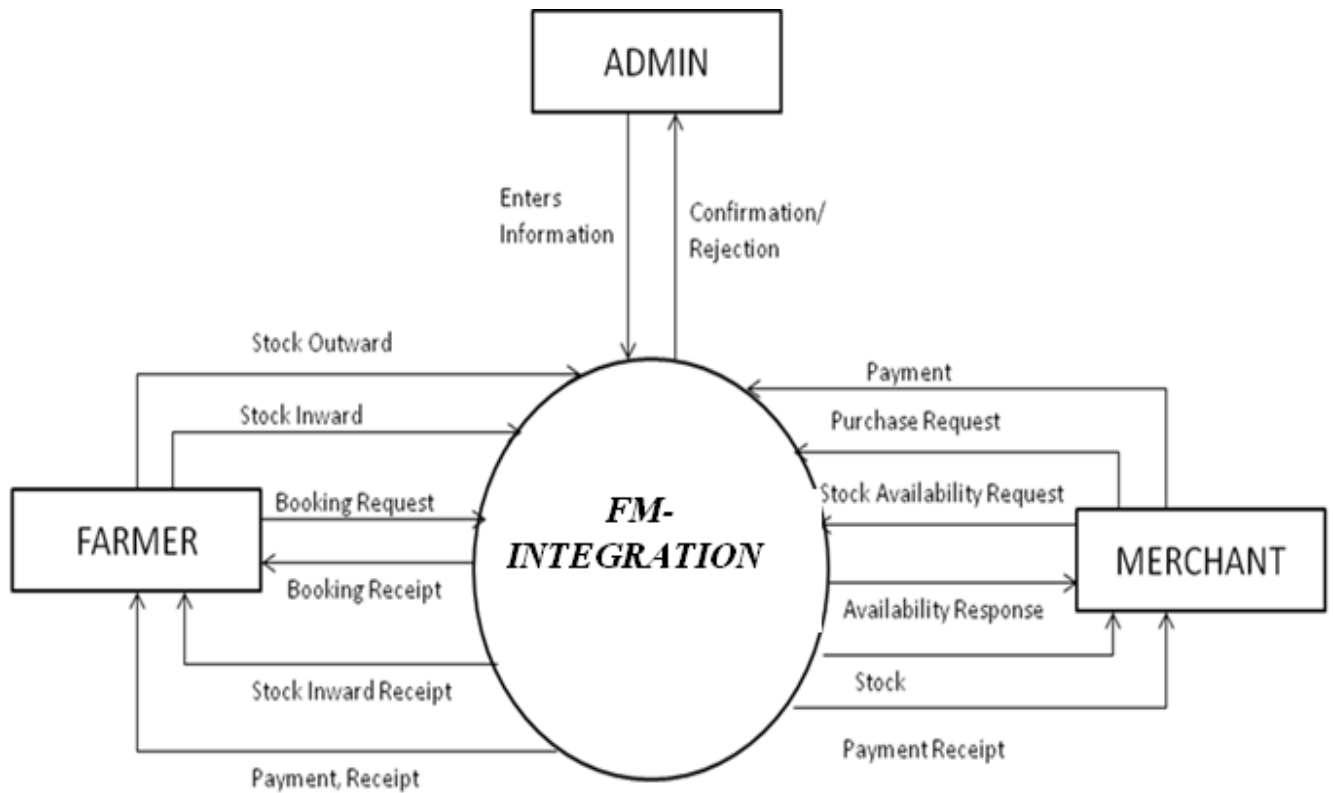 ADMIN
Enters
Information
Confirmation/
Rejection
Stock Outward
Stock Inward
Booking Request
FARMER
Booking Receipt
Stock Inward Receipt
Payment, Receipt
FM-
INTEGRATION
Payment
Purchase Request
Stock Availability Request
MERCHANT
Availability Response
Stock
Payment Receipt